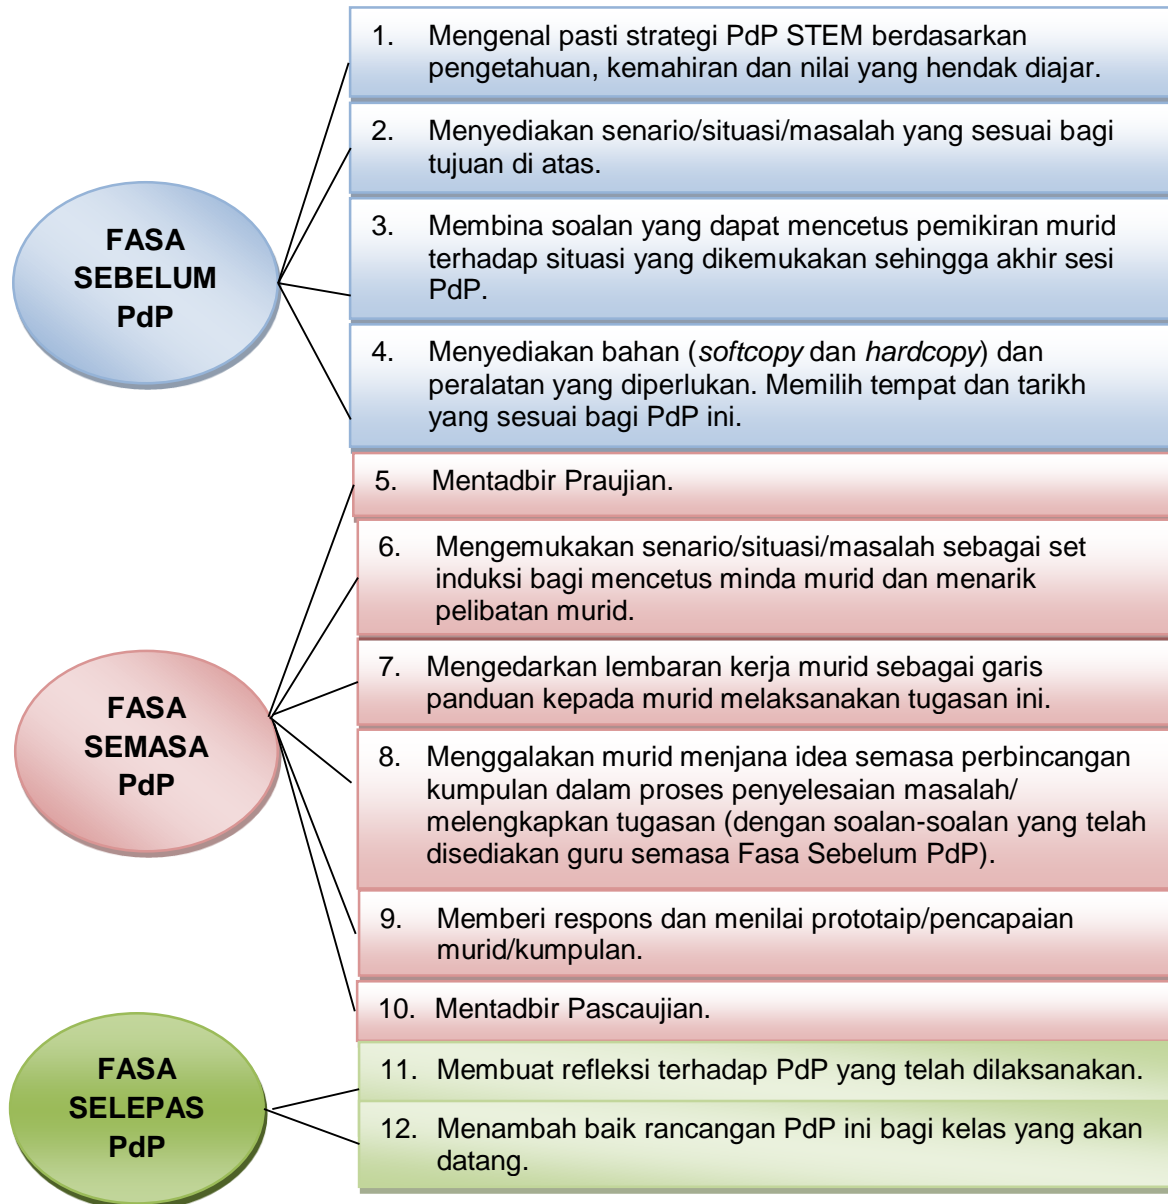 FASA
SEBELUM
PdP
1. Mengenal pasti strategi PdP STEM berdasarkan
pengetahuan, kemahiran dan nilai yang hendak diajar.
2. Menyediakan senario/situasi/masalah yang sesuai bagi
tujuan di atas.
3. Membina soalan yang dapat mencetus pemikiran murid
terhadap situasi yang dikemukakan sehingga akhir sesi
PdP.
4. Menyediakan bahan (softcopy dan hardcopy) dan
peralatan yang diperlukan. Memilih tempat dan tarikh
yang sesuai bagi PdP ini.
FASA
SEMASA
PdP
5. Mentadbir Praujian.
6. Mengemukakan senario/situasi/masalah sebagai set
induksi bagi mencetus minda murid dan menarik
pelibatan murid.
7. Mengedarkan lembaran kerja murid sebagai garis
panduan kepada murid melaksanakan tugasan ini.
8. Menggalakan murid menjana idea semasa perbincangan
kumpulan dalam proses penyelesaian masalah/
melengkapkan tugasan (dengan soalan-soalan yang telah
disediakan guru semasa Fasa Sebelum PdP).
9. Memberi respons dan menilai prototaip/pencapaian
murid/kumpulan.
10. Mentadbir Pascaujian.
FASA
SELEPAS
PdP
11. Membuat refleksi terhadap PdP yang telah dilaksanakan.
12. Menambah baik rancangan PdP ini bagi kelas yang akan
datang.